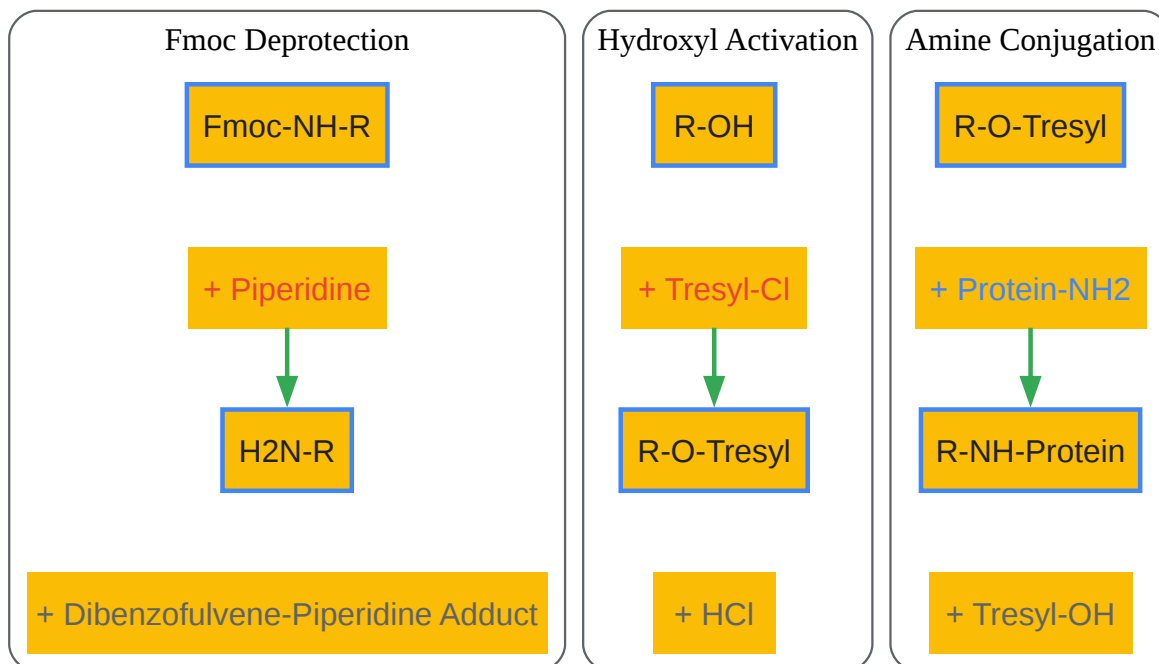 Fmoc Deprotection
Fmoc-NH-R
+ Piperidine
H2N-R
+ Dibenzofulvene-Piperidine Adduct
Hydroxyl Activation
R-OH
+ Tresyl-Cl
R-O-Tresyl
+ HCl
Amine Conjugation
R-O-Tresyl
+ Protein-NH2
R-NH-Protein
+ Tresyl-OH